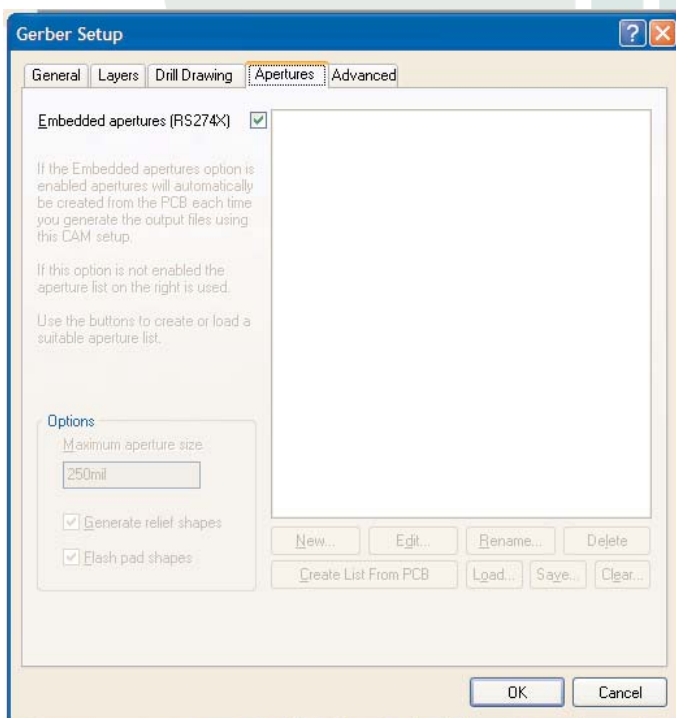 Gerber Setup
General Layers Drill Drawing Apertures Advanced
Embedded apertures (RS274X)
If the Embedded apertures option is
enabled apertures will automatically
be created from the PCB each time
you generate the output files using
this CAM setup.
If this option is not enabled the
aperture list on the right is used.
Use the buttons to create or load a
suitable aperture list.
Options
Maximum aperture size
250mil
Generate relief shapes
Flash pad shapes
New... Edit... Rename... Delete
Create List From PCB Load... Save... Clear...
OK Cancel